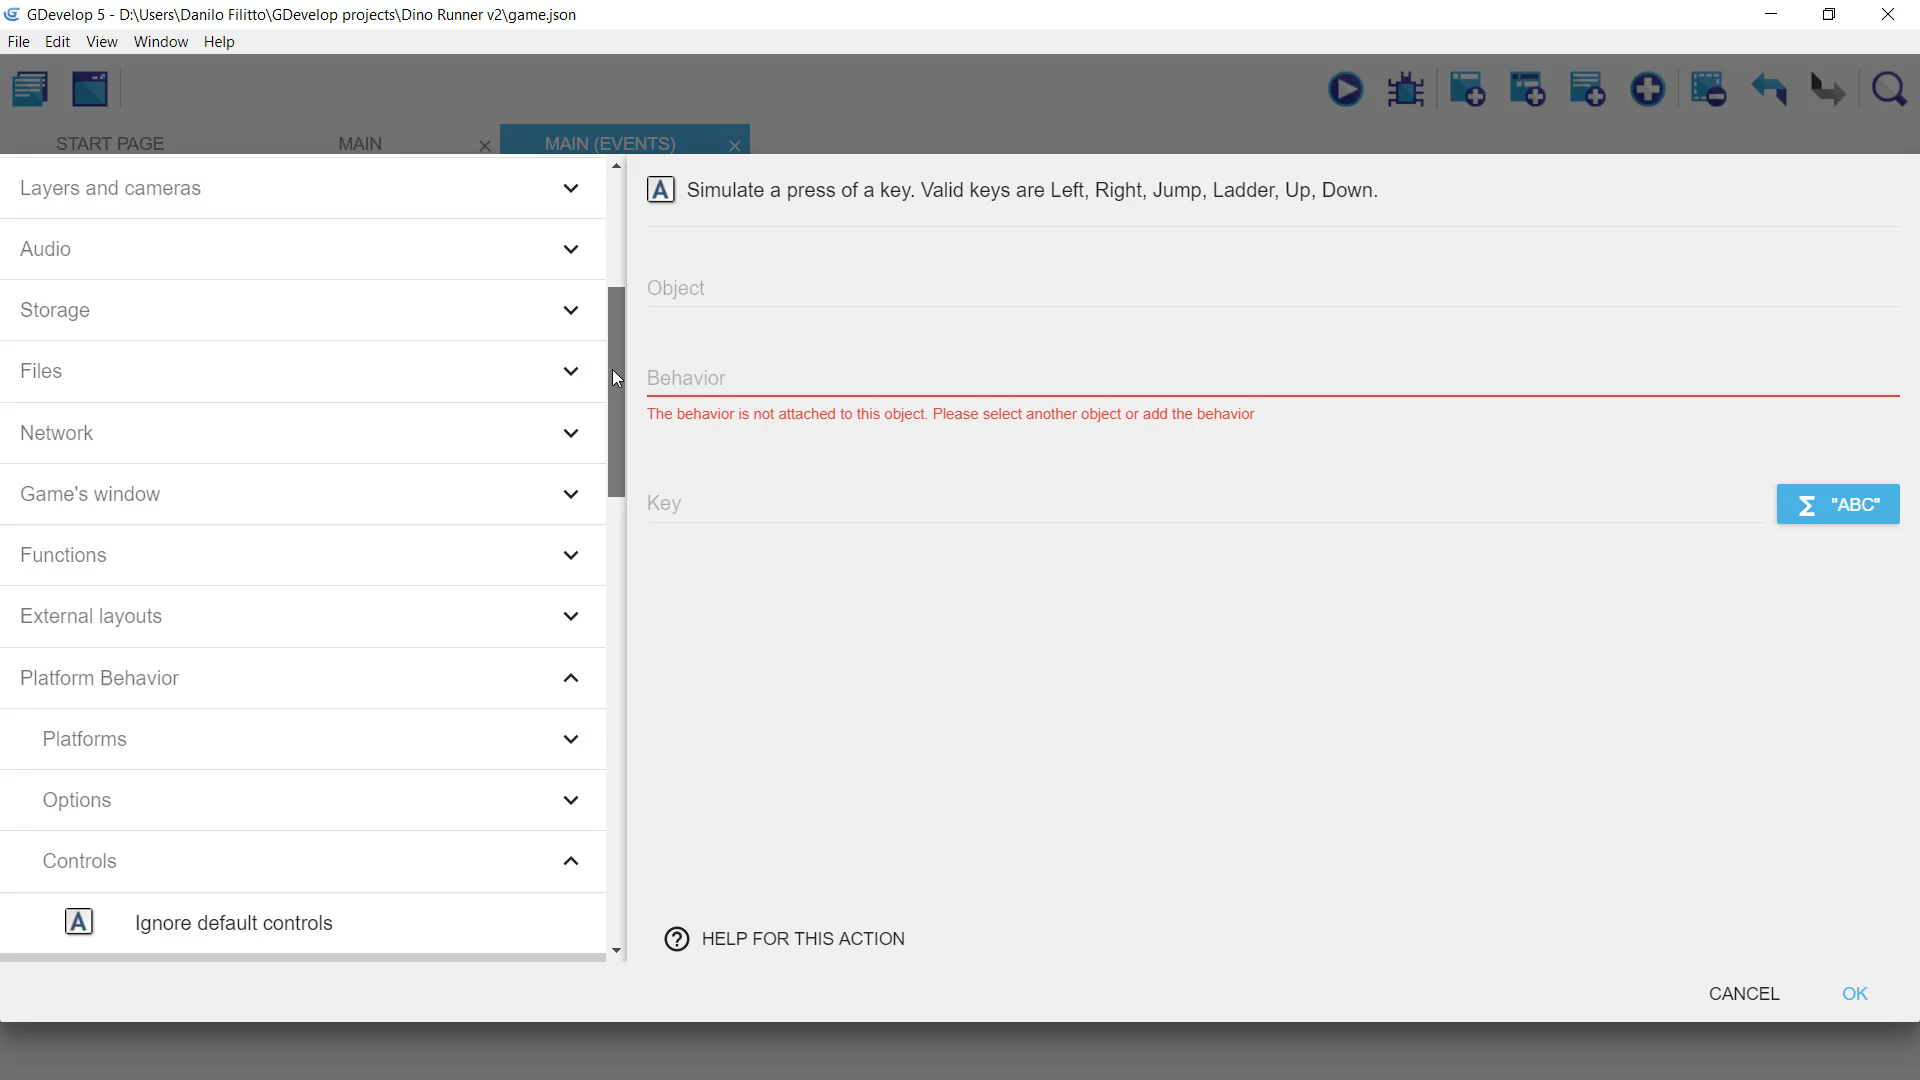 GDevelop 5 - D:\Users\Danilo Filitto\GDevelop projects\Dino Runner v2\game.json
File Edit View Window Help
START PAGE
MAIN
MAIN (EVENTS)
Layers and cameras
Audio
Storage
Files
Network
Game's window
Functions
External layouts
Platform Behavior
Platforms
Options
Controls
A Ignore default controls
A Simulate a press of a key. Valid keys are Left, Right, Jump, Ladder, Up, Down.
Object
Behavior
The behavior is not attached to this object. Please select another object or add the behavior
Key
Σ "ABC"
? HELP FOR THIS ACTION
CANCEL OK